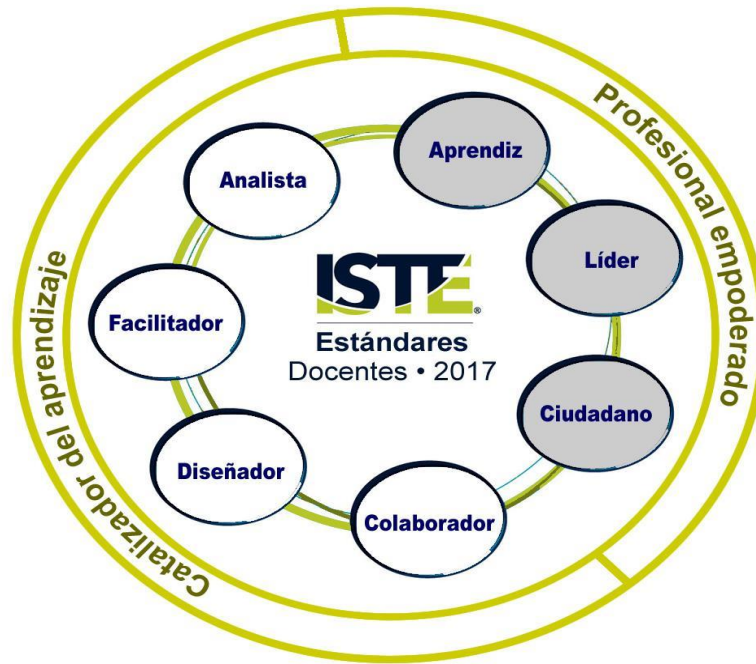 Profesional empoderado
Aprendiz
Líder
Ciudadano
Colaborador
Diseñador
Facilitador
Analista
Catalizador del aprendizaje
ISTE®
Estándares
Docentes • 2017